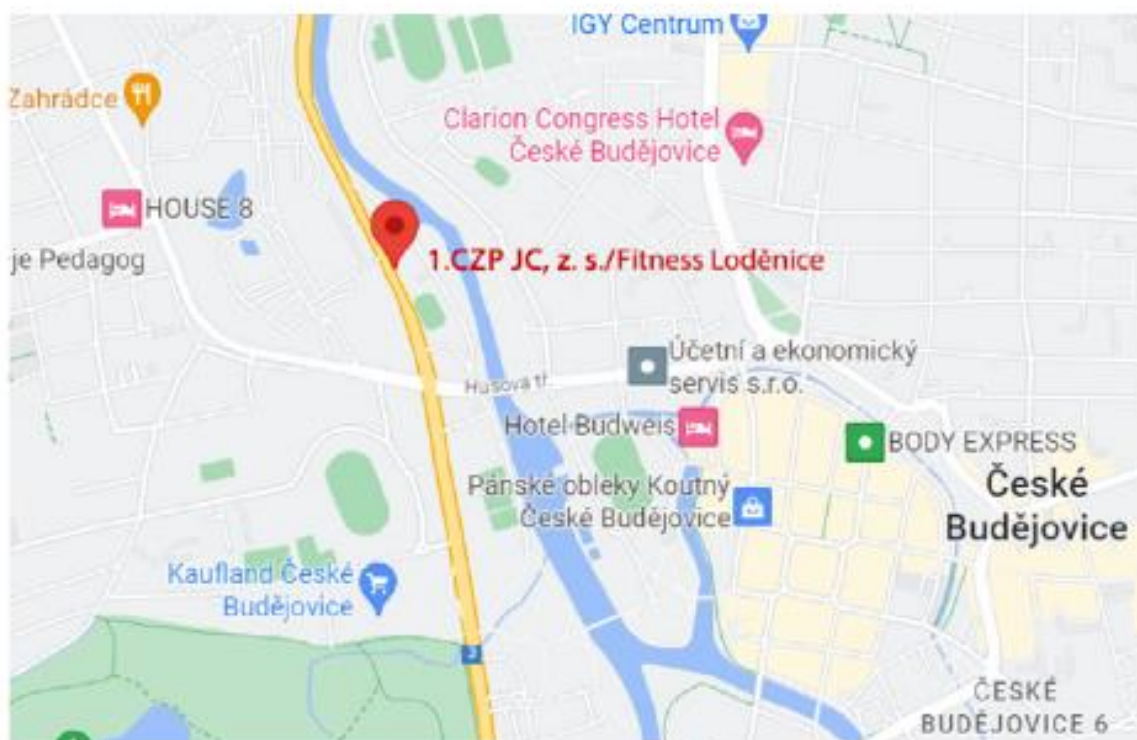 IGY Centrum
Zahrádce
Clarion Congress Hotel
České Budějovice
HOUSE 8
je Pedagog
1.CZP JC, z. s./Fitness Loděnice
Účetní a ekonomický
servis s.r.o.
Husova tř.
Hotel Budweis
BODY EXPRESS
Pánské obleky Koutný
České Budějovice
České
Budějovice
Kaufland České
Budějovice
ČESKÉ
BUDĚJOVICE 6